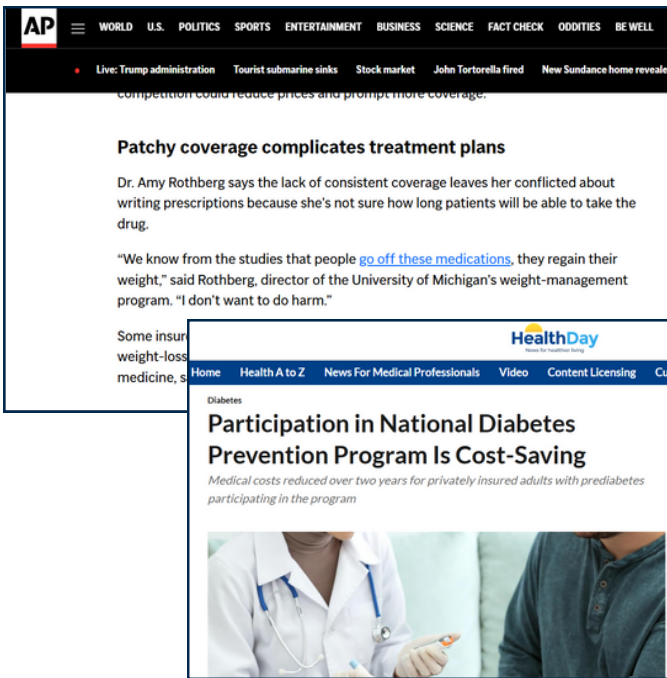 AP
WORLD U.S. POLITICS SPORTS ENTERTAINMENT BUSINESS SCIENCE FACT CHECK ODDITIES BE WELL
Live: Trump administration Tourist submarine sinks Stock market John Tortorella fired New Sundance home reveale
competition could reduce prices and prompt more coverage.
Patchy coverage complicates treatment plans
Dr. Amy Rothberg says the lack of consistent coverage leaves her conflicted about
writing prescriptions because she's not sure how long patients will be able to take the
drug.
“We know from the studies that people go off these medications, they regain their
weight,” said Rothberg, director of the University of Michigan's weight-management
program. “I don't want to do harm.”
Some insur
weight-loss
medicine, s
HealthDay
News for healthier living
Home Health A to Z News For Medical Professionals Video Content Licensing Cu
Diabetes
Participation in National Diabetes
Prevention Program Is Cost-Saving
Medical costs reduced over two years for privately insured adults with prediabetes
participating in the program